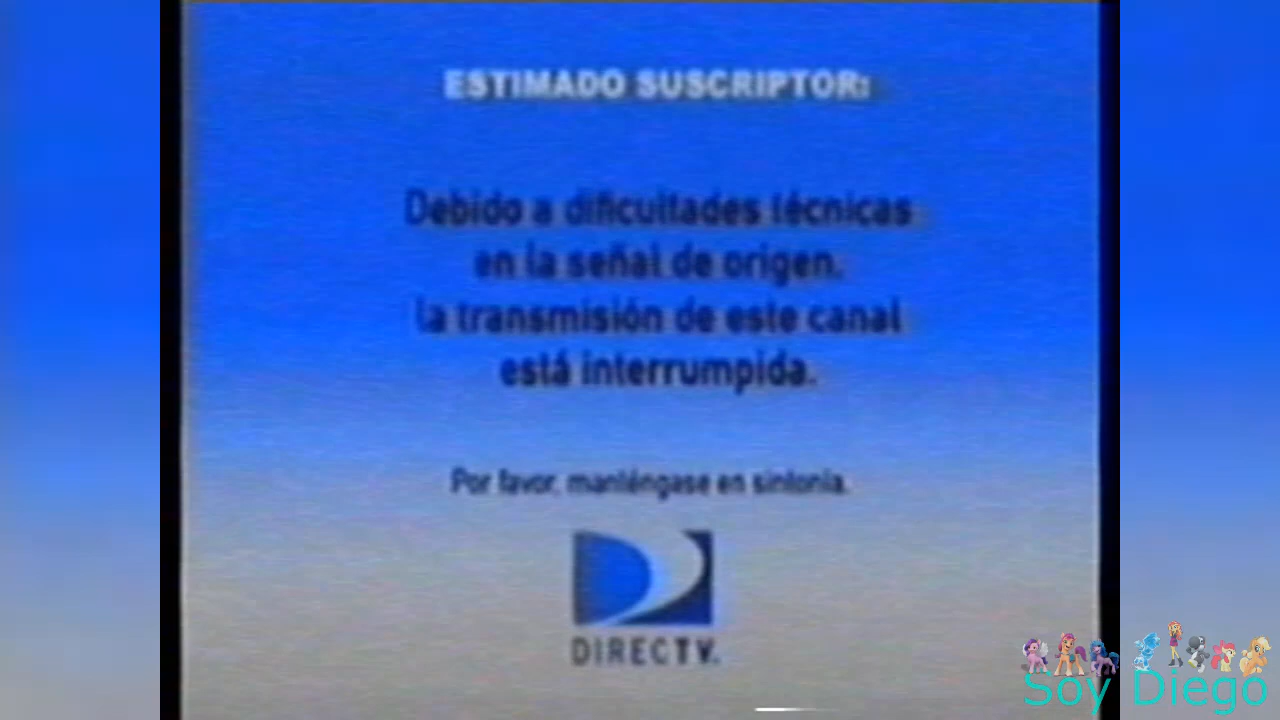 ESTIMADO SUSCRIPTOR:
Debido a dificultades técnicas
en la señal de origen,
la transmisión de este canal
está interrumpida.
Por favor, manténgase en sintonía.
DIRECTV.
Soy Diego